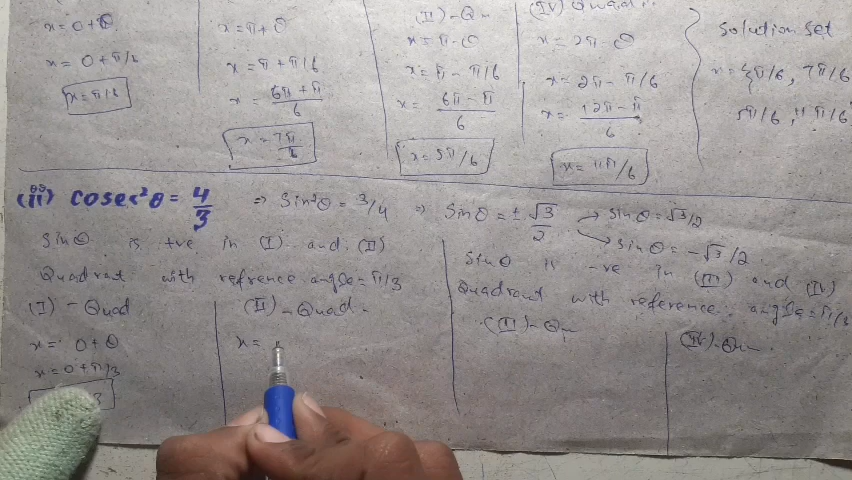 x = 0 + θ
x = 0 + π/6
x = π/6
x = π + θ
x = π + π/6
x = 6π + π / 6
x = 7π / 6
(II) - Qu
x = π - θ
x = π - π/6
x = 6π - π / 6
x = 5π/6
(IV) Quad.
x = 2π - θ
x = 2π - π/6
x = 12π - π / 6
x = 11π/6
Solution set
π/6, 7π/6
5π/6, 11π/6
(ii) cosec²θ = 4/3 ⇒ Sin²θ = 3/4 ⇒ Sinθ = ± √3/2 → Sinθ = √3/2
→ Sinθ = -√3/2.
Sinθ is +ve in (I) and (II)
Quadrant with reference angle = π/3
(I) - Quad
x = 0 + θ
x = 0 + π/3
3
(II) - Quad -
x =
Sinθ is -ve in (III) and (IV)
Quadrant with reference angle = π/3
(III) - Qu
(IV) - Qu